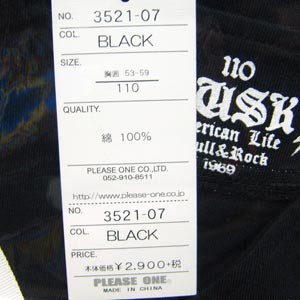 NO. 3521-07
COL. BLACK
SIZE.
胸囲 53-59
110
QUALITY.
綿 100%
PLEASE ONE CO.,LTD.
052-910-8511
http://www.please-one.co.jp
NO. 3521-07
COL. BLACK
PRICE.
本体価格 ¥2,900+税
PLEASE ONE.
MADE IN CHINA
110
USK
erican Life
ull&Rock
1969